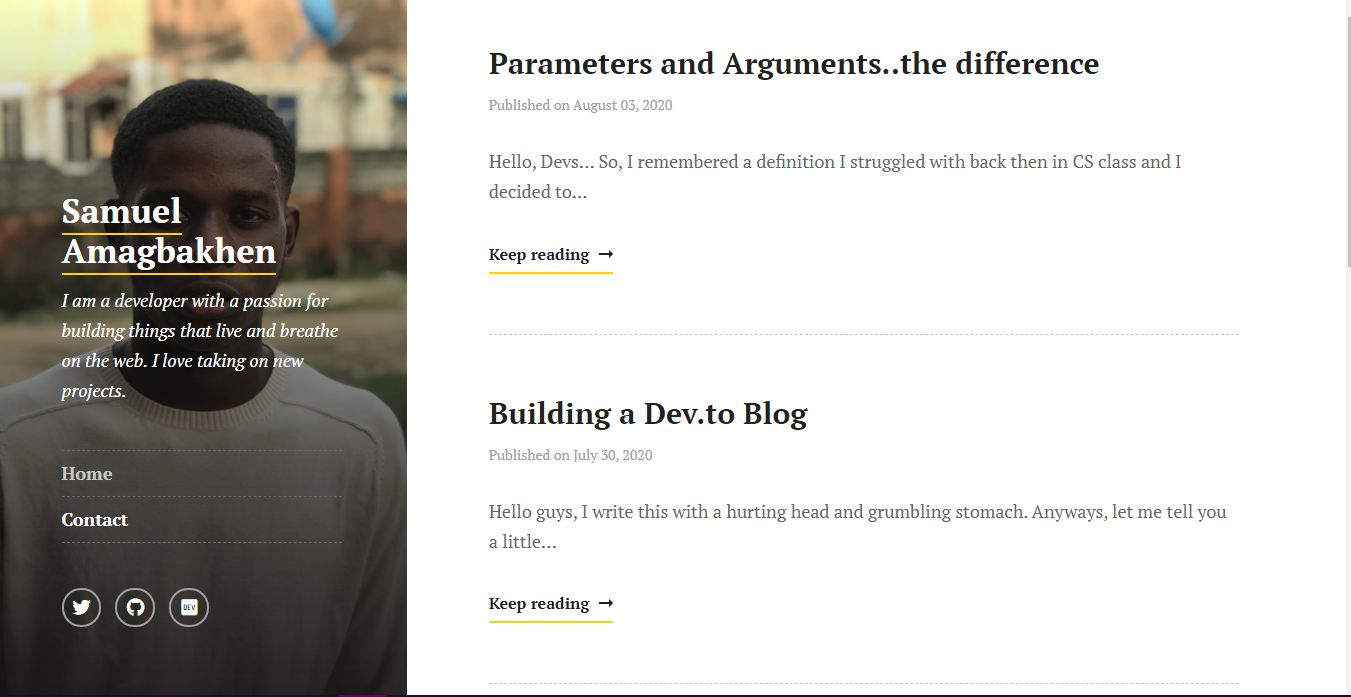 Samuel
Amagbakhen
I am a developer with a passion for
building things that live and breathe
on the web. I love taking on new
projects.
Home
Contact
DEV
Parameters and Arguments..the difference
Published on August 03, 2020
Hello, Devs... So, I remembered a definition I struggled with back then in CS class and I
decided to...
Keep reading →
Building a Dev.to Blog
Published on July 30, 2020
Hello guys, I write this with a hurting head and grumbling stomach. Anyways, let me tell you
a little...
Keep reading →